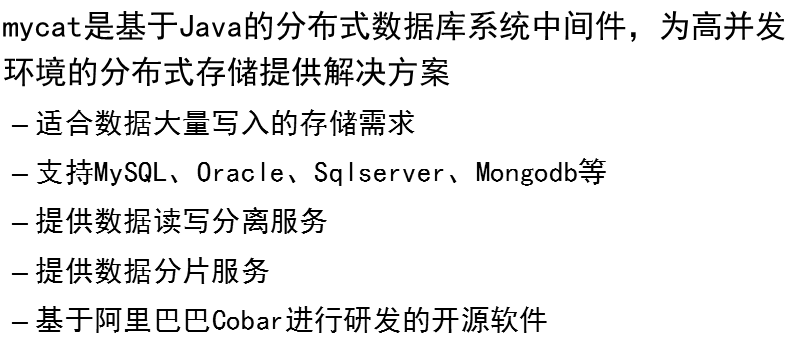 mycat是基于Java的分布式数据库系统中间件，为高并发
环境的分布式存储提供解决方案
– 适合数据大量写入的存储需求
– 支持MySQL、Oracle、Sqlserver、Mongodb等
– 提供数据读写分离服务
– 提供数据分片服务
– 基于阿里巴巴Cobar进行研发的开源软件